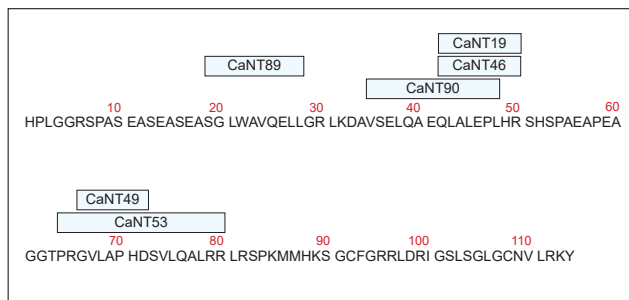 CaNT19
CaNT89 CaNT46
CaNT90
10 20 30 40 50 60
HPLGGRSPAS EASEASEASG LWAVQELLGR LKDAVSELQA EQLALEPLHR SHSPAEAPEA
CaNT49
CaNT53
70 80 90 100 110
GGTPRGVLAP HDSVLQALRR LRSPKMMHKS GCFGRRLDRI GSLSGLGCNV LRKY